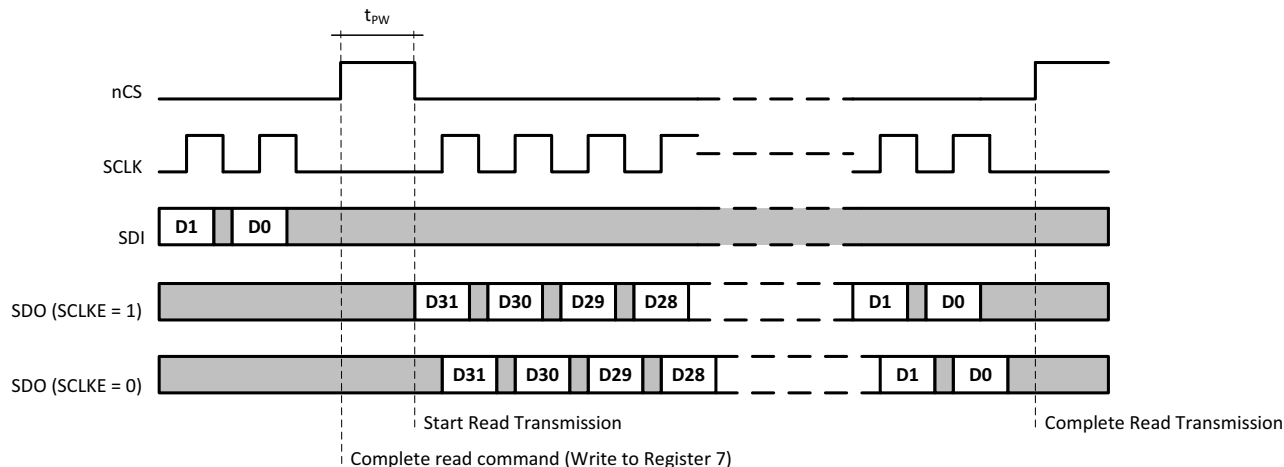 tPW
nCS
SCLK
D1 D0
SDI
D31 D30 D29 D28 D1 D0
SDO (SCLKE = 1)
D31 D30 D29 D28 D1 D0
SDO (SCLKE = 0)
Start Read Transmission Complete Read Transmission
Complete read command (Write to Register 7)